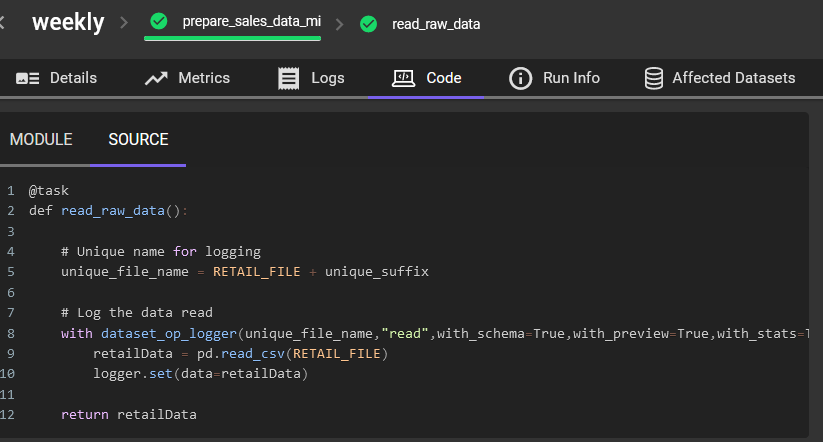 weekly > prepare_sales_data_mi > read_raw_data
Details Metrics Logs Code Run Info Affected Datasets
MODULE SOURCE
1 @task
2 def read_raw_data():
3
4     # Unique name for logging
5     unique_file_name = RETAIL_FILE + unique_suffix
6
7     # Log the data read
8     with dataset_op_logger(unique_file_name,"read",with_schema=True,with_preview=True,with_stats=T
9         retailData = pd.read_csv(RETAIL_FILE)
10         logger.set(data=retailData)
11
12     return retailData